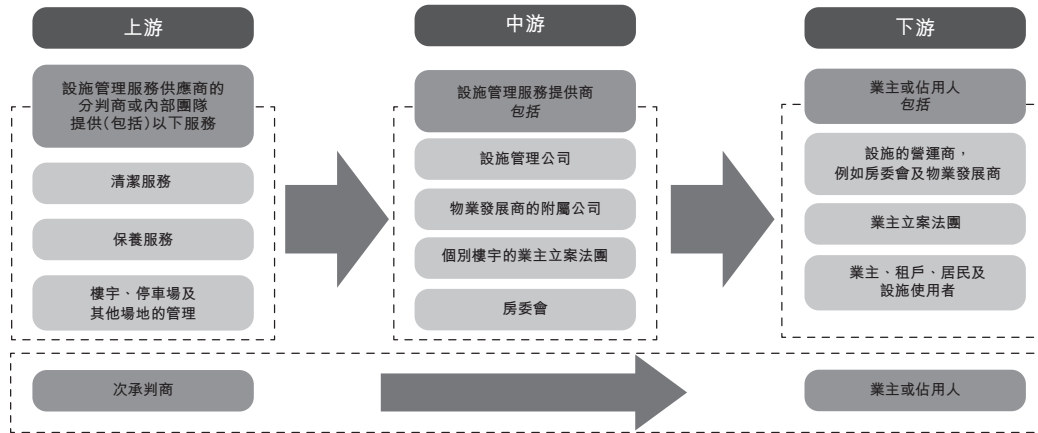 上游
設施管理服務供應商的
分判商或內部團隊
提供(包括)以下服務
清潔服務
保養服務
樓宇、停車場及
其他場地的管理
中游
設施管理服務提供商
包括
設施管理公司
物業發展商的附屬公司
個別樓宇的業主立案法團
房委會
下游
業主或佔用人
包括
設施的營運商，
例如房委會及物業發展商
業主立案法團
業主、租戶、居民及
設施使用者
次承判商
業主或佔用人